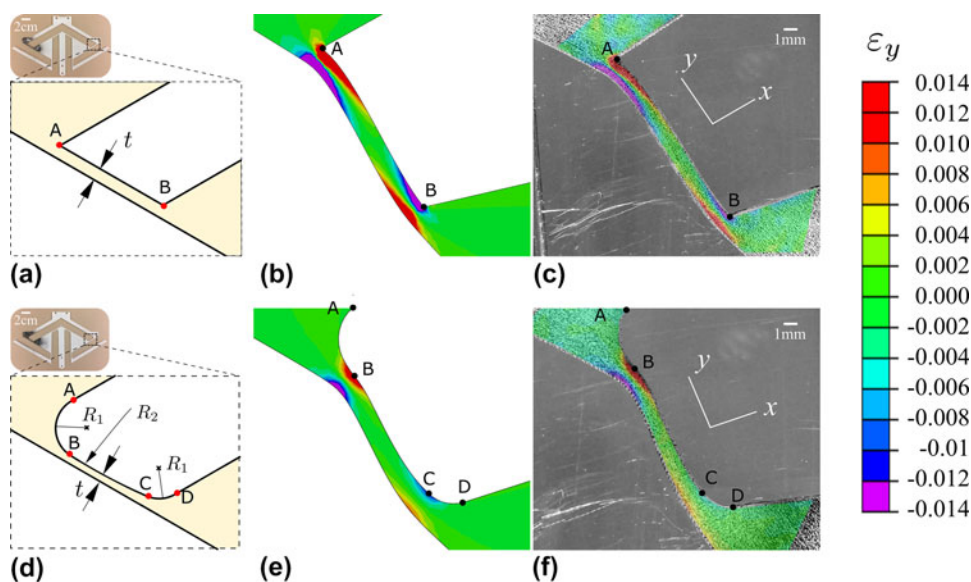 2cm
A
t
B
(a)
A
B
(b)
1mm
A
y
x
B
(c)
εy
0.014
0.012
0.010
0.008
0.006
0.004
0.002
0.000
-0.002
-0.004
-0.006
-0.008
-0.01
-0.012
-0.014
2cm
A
R1
R2
B
R1
t
C
D
(d)
A
B
C
D
(e)
A
1mm
B
y
x
C
D
(f)